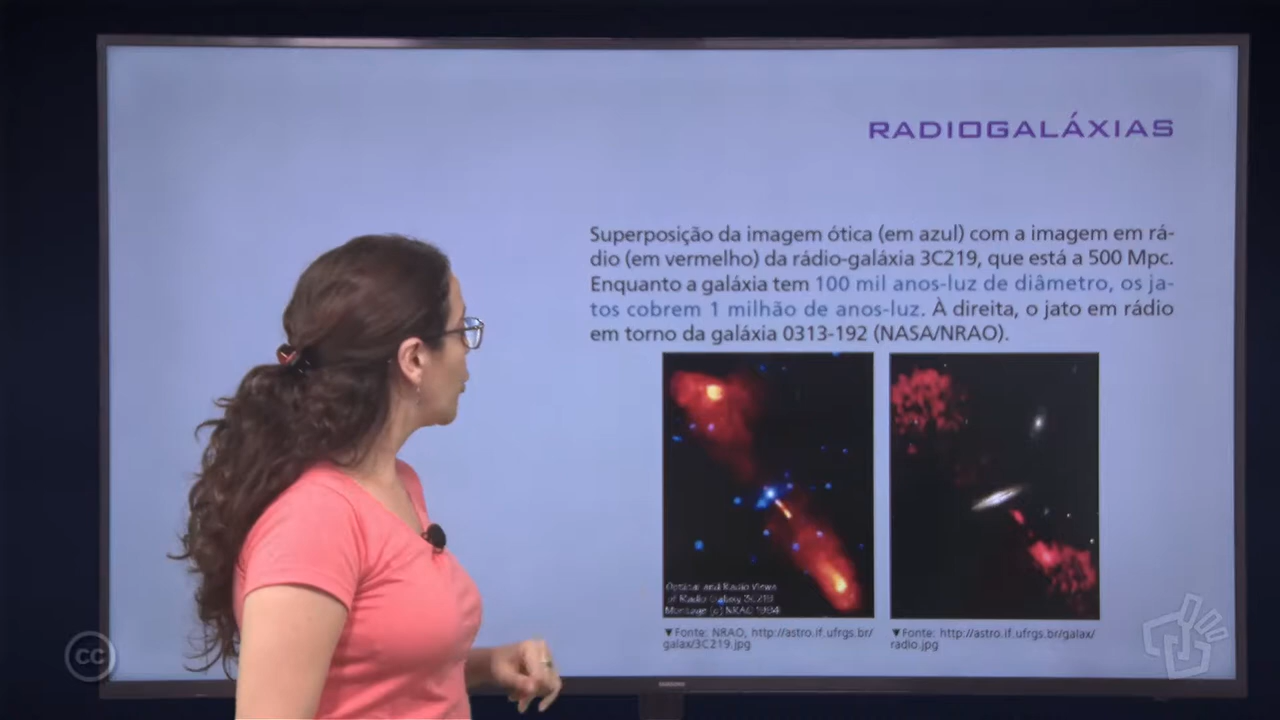 RADIOGALÁXIAS
Superposição da imagem ótica (em azul) com a imagem em rá-
dio (em vermelho) da rádio-galáxia 3C219, que está a 500 Mpc.
Enquanto a galáxia tem 100 mil anos-luz de diâmetro, os ja-
tos cobrem 1 milhão de anos-luz. À direita, o jato em rádio
em torno da galáxia 0313-192 (NASA/NRAO).
Optical and Radio Views
of Radio Galaxy 3C219
Montage (c) NRAO 1984
▼Fonte: NRAO, http://astro.if.ufrgs.br/
galax/3C219.jpg
▼Fonte: http://astro.if.ufrgs.br/galax/
radio.jpg
cc
SAMSUNG